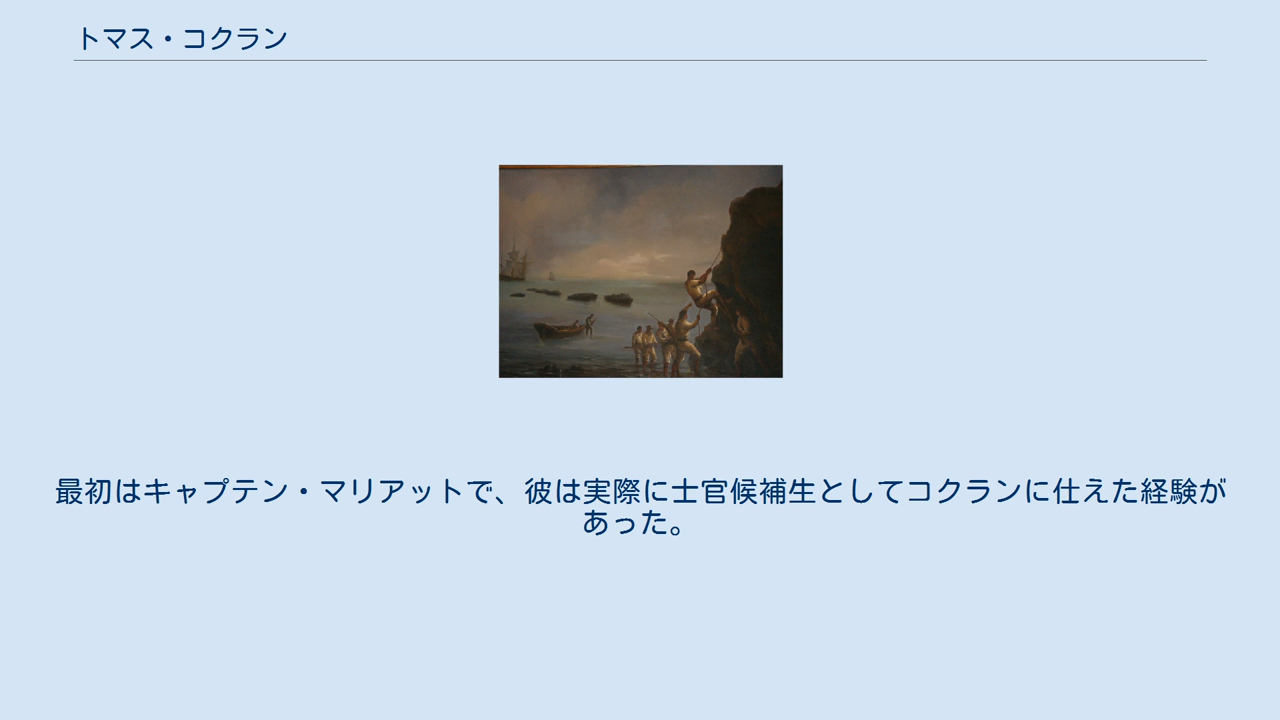 トマス・コクラン
最初はキャプテン・マリアットで、彼は実際に士官候補生としてコクランに仕えた経験が
あった。